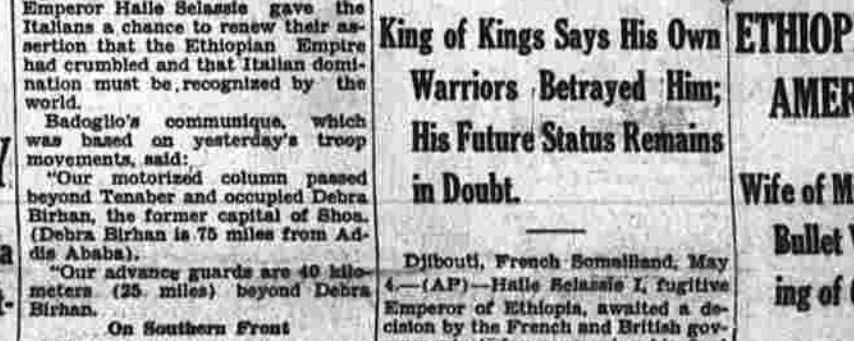 Emperor Haile Selassie gave the
Italians a chance to renew their as-
sertion that the Ethiopian Empire
had crumbled and that Italian domi-
nation must be recognized by the
world.
Badoglio's communique, which
was based on yesterday's troop
movements, said:
"Our motorized column passed
beyond Tenaber and occupied Debra
Birhan, the former capital of Shoa.
(Debra Birhan is 75 miles from Ad-
dis Ababa).
"Our advance guards are 40 kilo-
meters (25 miles) beyond Debra
Birhan.
On Southern Front
King of Kings Says His Own
Warriors Betrayed Him;
His Future Status Remains
in Doubt.
Djibouti, French Somaliland, May
4.—(AP)—Haile Selassie I, fugitive
Emperor of Ethiopia, awaited a de-
cision by the French and British gov-
ETHIOP
AMER
Wife of M
Bullet
ing of